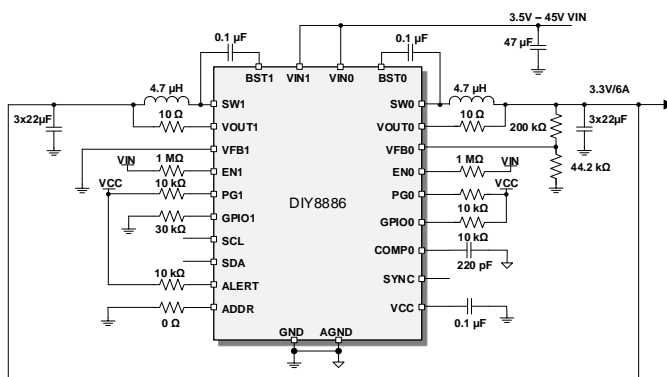 3.5V – 45V VIN
0.1 µF
0.1 µF
47 µF
BST1
VIN1
VIN0
BST0
4.7 µH
4.7 µH
3.3V/6A
SW1
SW0
3x22µF
10 Ω
10 Ω
3x22µF
VOUT1
VOUT0
200 kΩ
VFB1
VFB0
VIN
1 MΩ
1 MΩ
VIN
44.2 kΩ
EN1
EN0
VCC
10 kΩ
VCC
PG1
PG0
10 kΩ
DIY8886
GPIO1
GPIO0
30 kΩ
10 kΩ
SCL
COMP0
SDA
220 pF
10 kΩ
SYNC
ALERT
ADDR
VCC
0 Ω
0.1 µF
GND
AGND